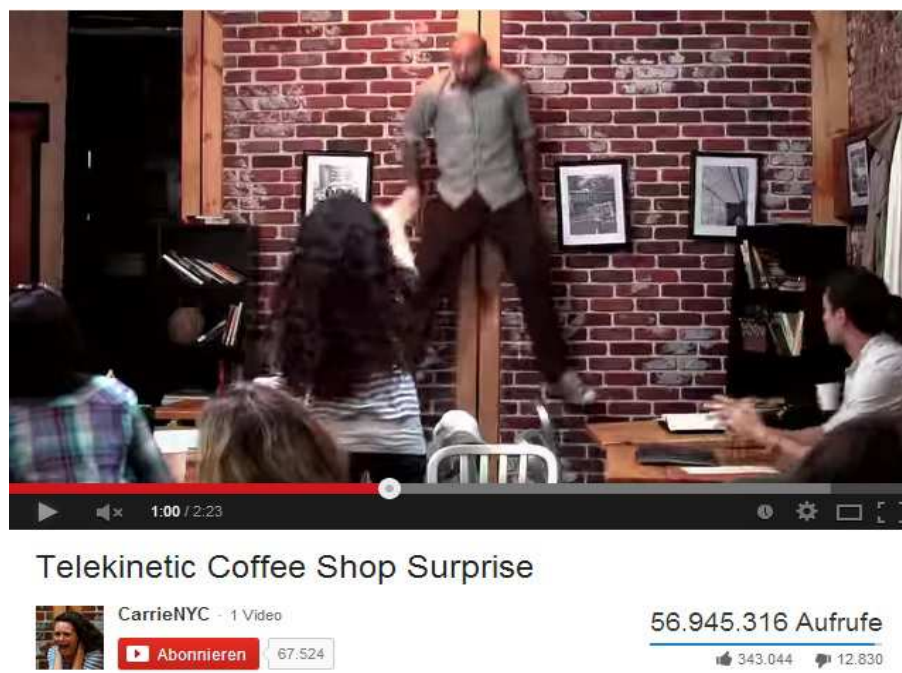 1:00 / 2:23
Telekinetic Coffee Shop Surprise
CarrieNYC · 1 Video
Abonnieren 67.524
56.945.316 Aufrufe
343.044 12.830